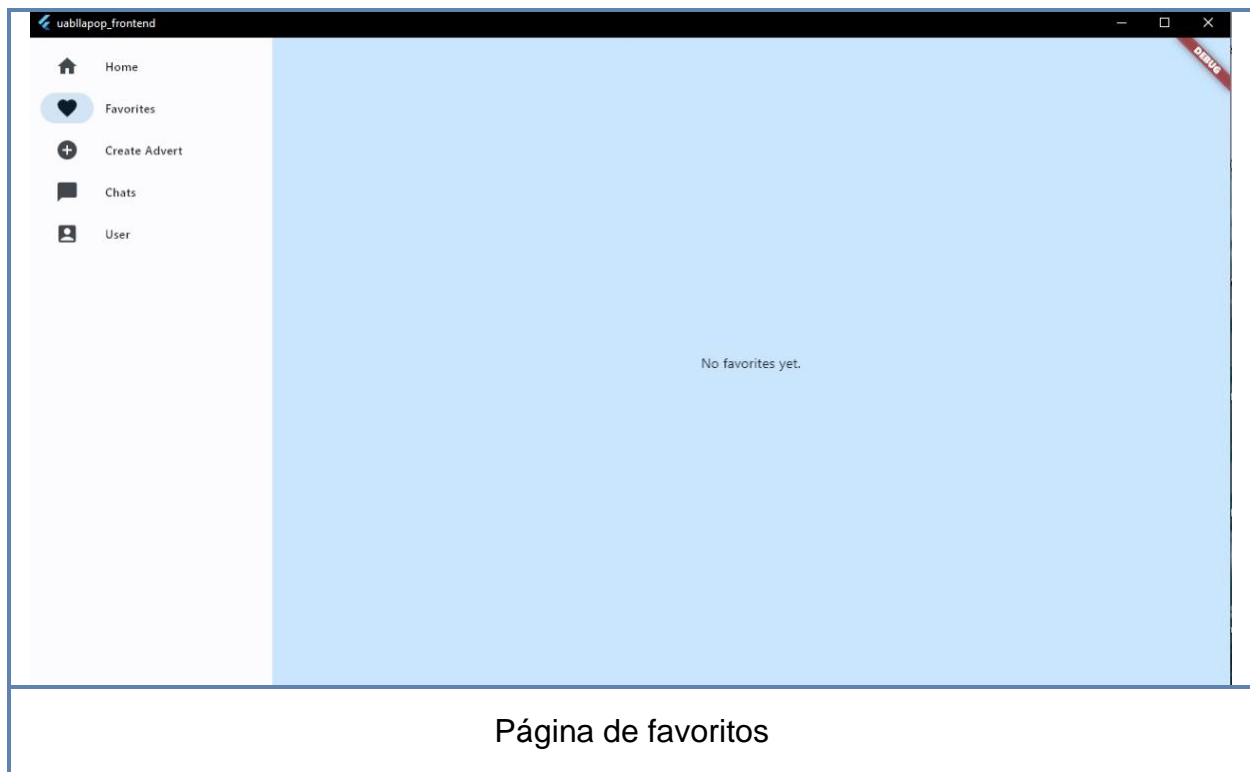 uabllapop_frontend
DEBUG
Home
Favorites
Create Advert
Chats
User
No favorites yet.
Página de favoritos